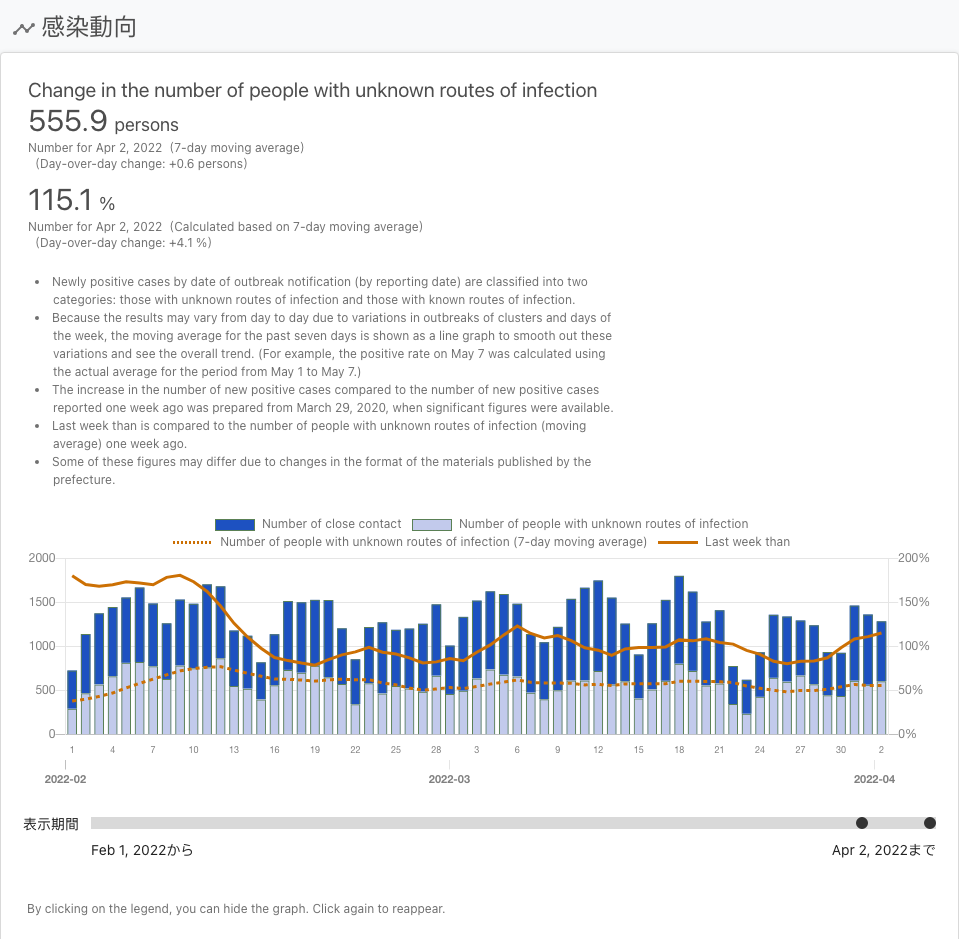 感染動向
Change in the number of people with unknown routes of infection
555.9 persons
Number for Apr 2, 2022 (7-day moving average)
(Day-over-day change: +0.6 persons)
115.1 %
Number for Apr 2, 2022 (Calculated based on 7-day moving average)
(Day-over-day change: +4.1 %)
• Newly positive cases by date of outbreak notification (by reporting date) are classified into two
categories: those with unknown routes of infection and those with known routes of infection.
• Because the results may vary from day to day due to variations in outbreaks of clusters and days of
the week, the moving average for the past seven days is shown as a line graph to smooth out these
variations and see the overall trend. (For example, the positive rate on May 7 was calculated using
the actual average for the period from May 1 to May 7.)
• The increase in the number of new positive cases compared to the number of new positive cases
reported one week ago was prepared from March 29, 2020, when significant figures were available.
• Last week than is compared to the number of people with unknown routes of infection (moving
average) one week ago.
• Some of these figures may differ due to changes in the format of the materials published by the
prefecture.
Number of close contact Number of people with unknown routes of infection
Number of people with unknown routes of infection (7-day moving average) Last week than
2000 200%
1500 150%
1000 100%
500 50%
0 0%
1 4 7 10 13 16 19 22 25 28 3 6 9 12 15 18 21 24 27 30 2
2022-02 2022-03 2022-04
表示期間
Feb 1, 2022から Apr 2, 2022まで
By clicking on the legend, you can hide the graph. Click again to reappear.